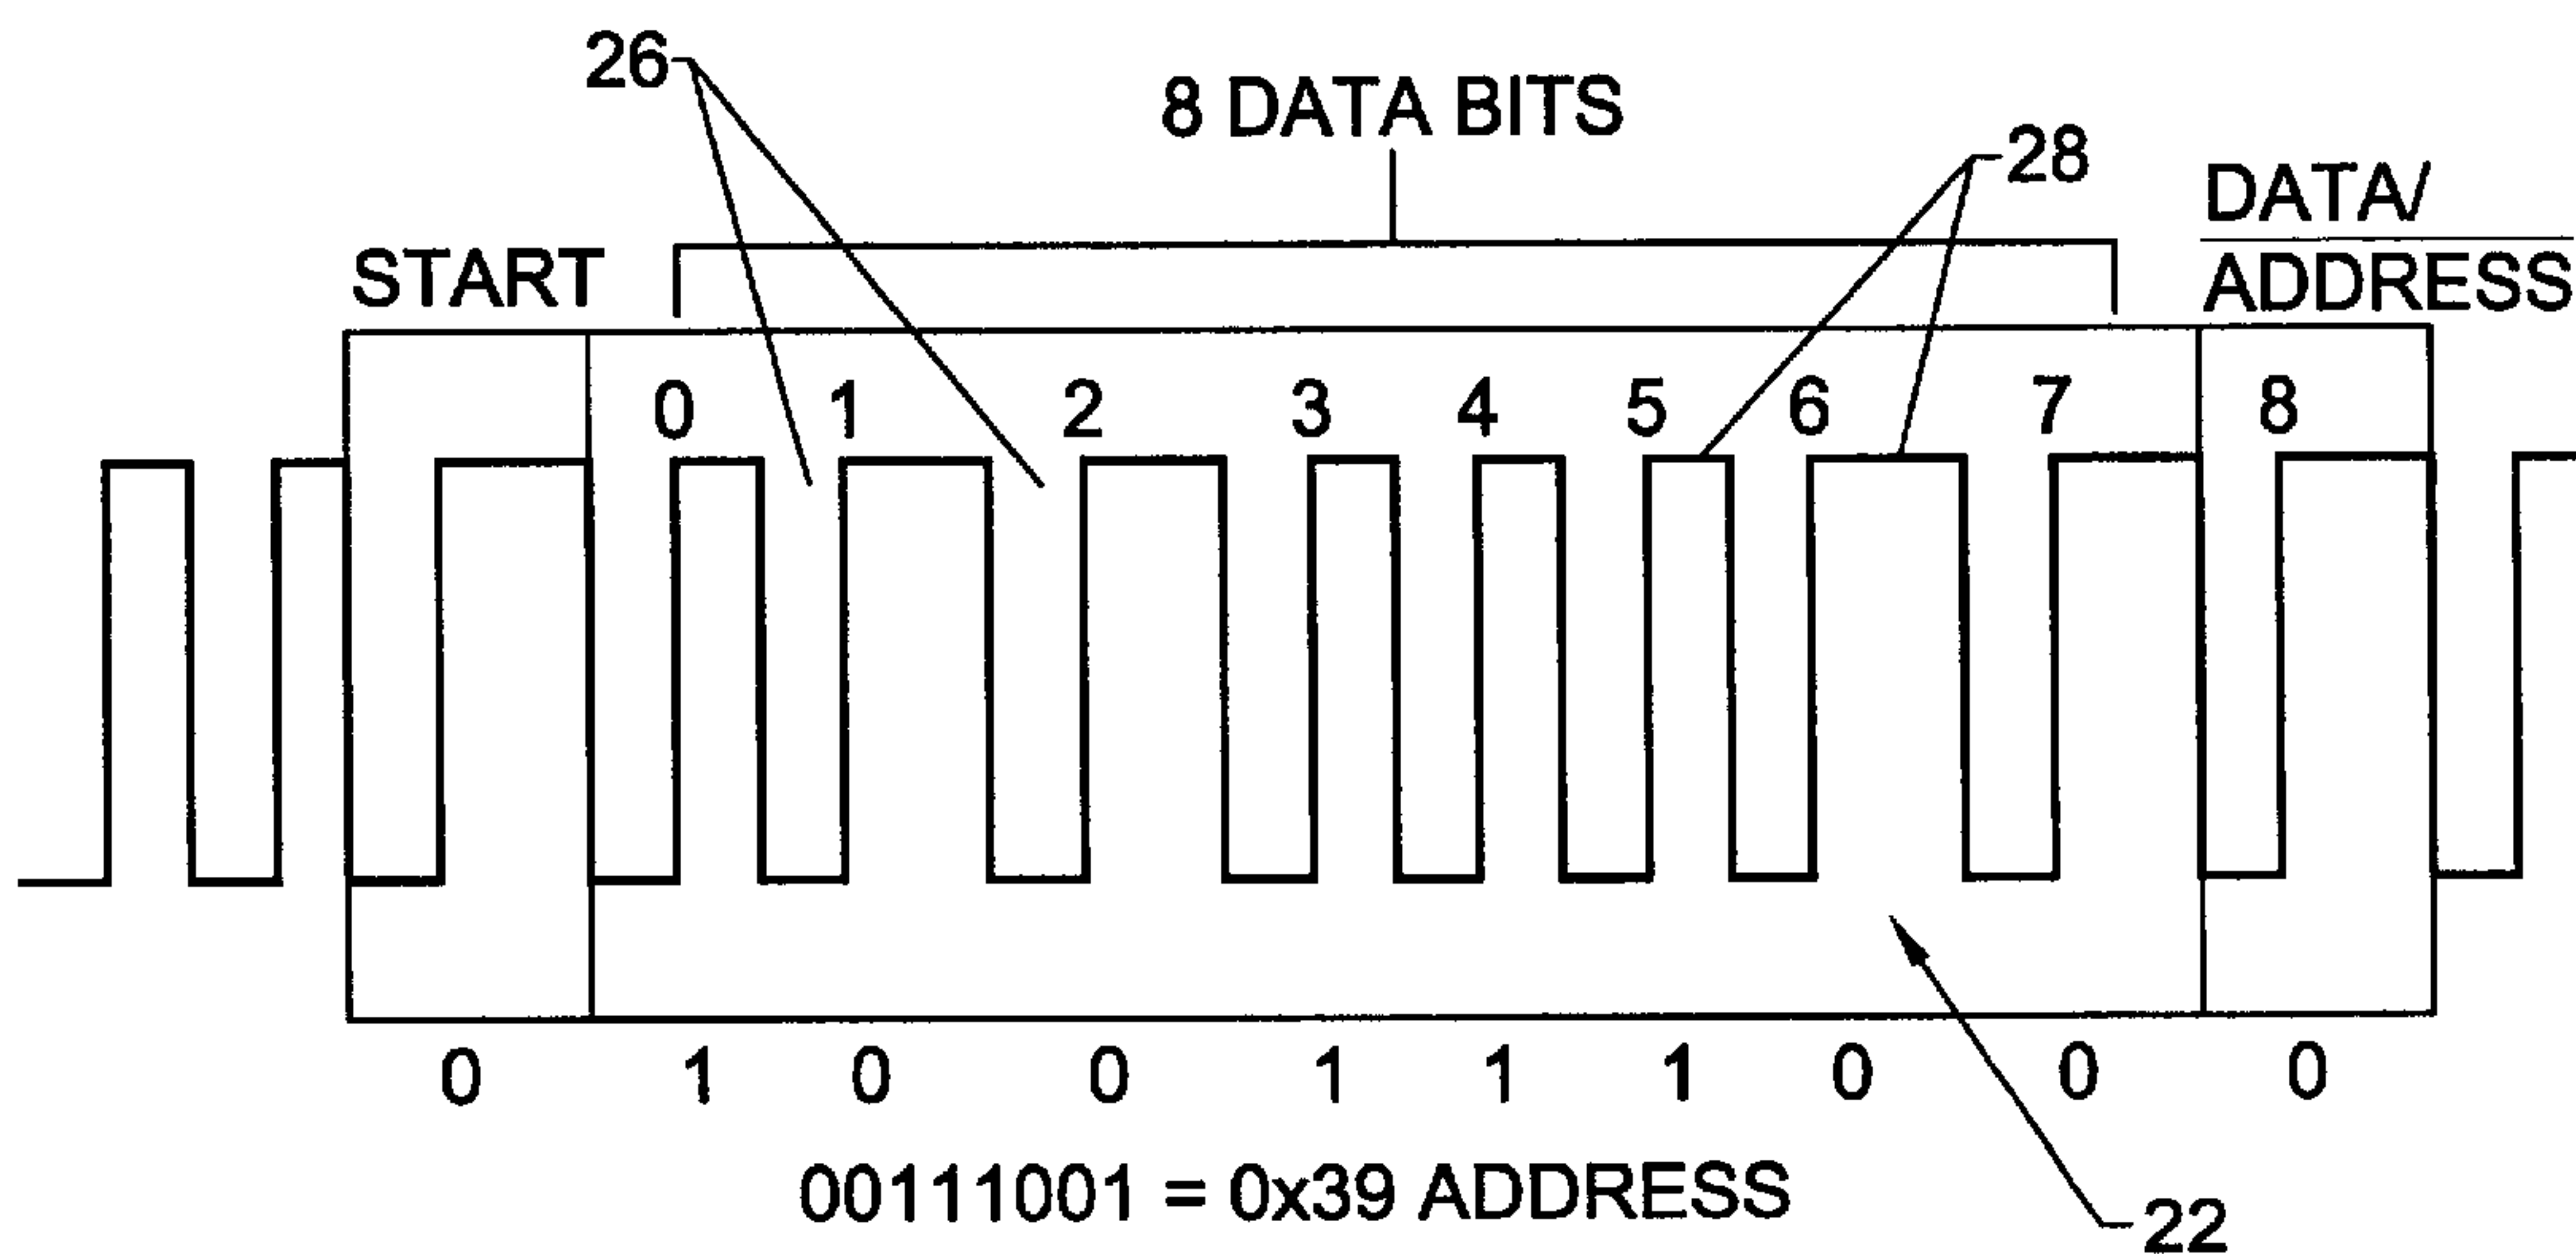 26
8 DATA BITS
28
DATA/
ADDRESS
START
0 1 2 3 4 5 6 7 8
0 1 0 0 1 1 1 0 0 0
00111001 = 0x39 ADDRESS
22